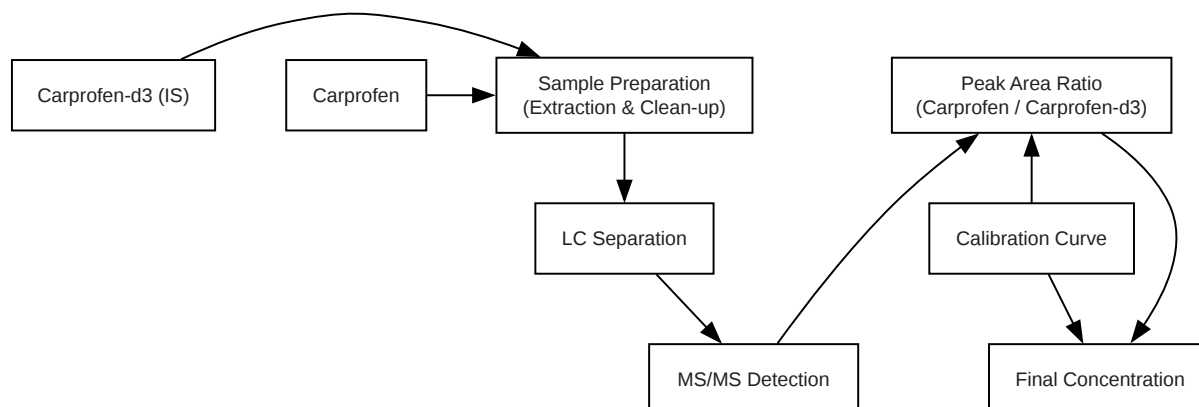 Carprofen-d3 (IS)
Carprofen
Sample Preparation
(Extraction & Clean-up)
Peak Area Ratio
(Carprofen / Carprofen-d3)
LC Separation
Calibration Curve
MS/MS Detection
Final Concentration